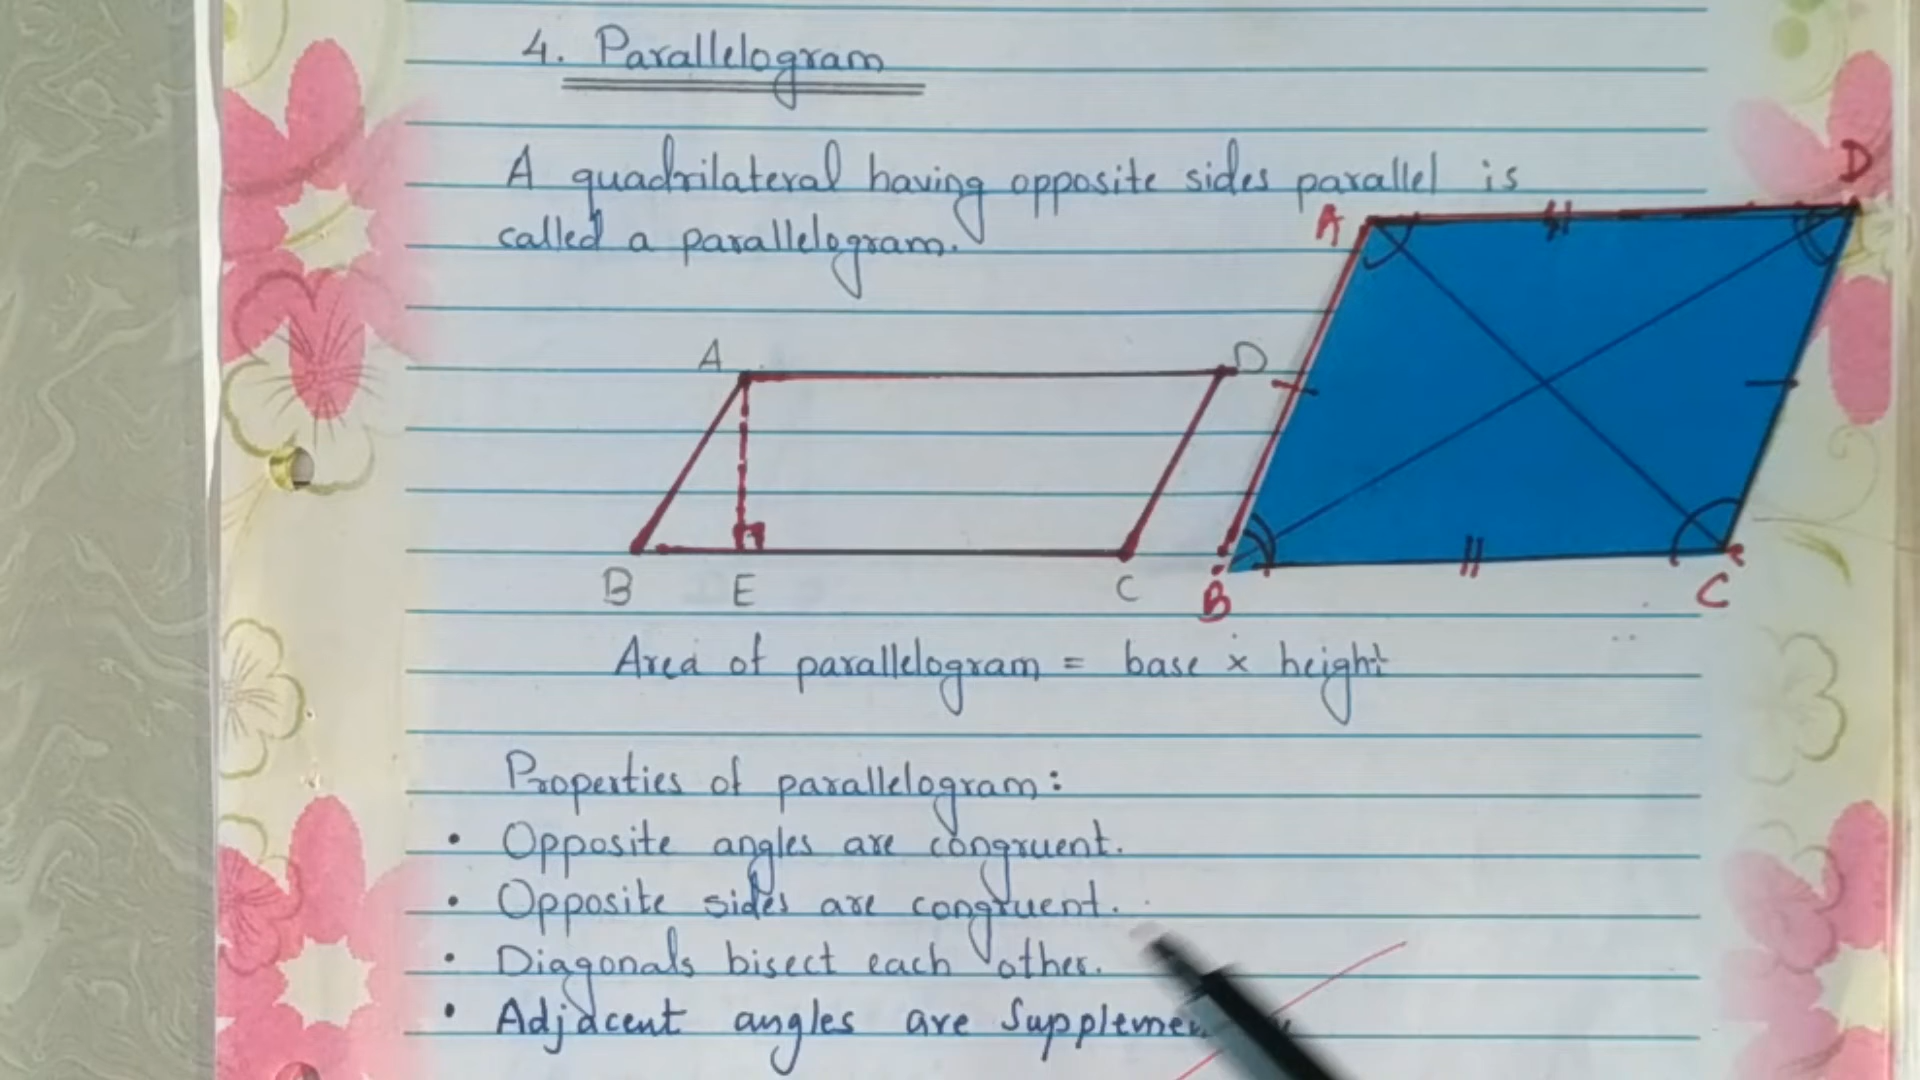 4. Parallelogram
A quadrilateral having opposite sides parallel is
called a parallelogram.
A D
B E C
A D
B C
Area of parallelogram = base × height
Properties of parallelogram:
• Opposite angles are congruent.
• Opposite sides are congruent.
• Diagonals bisect each other.
• Adjacent angles are